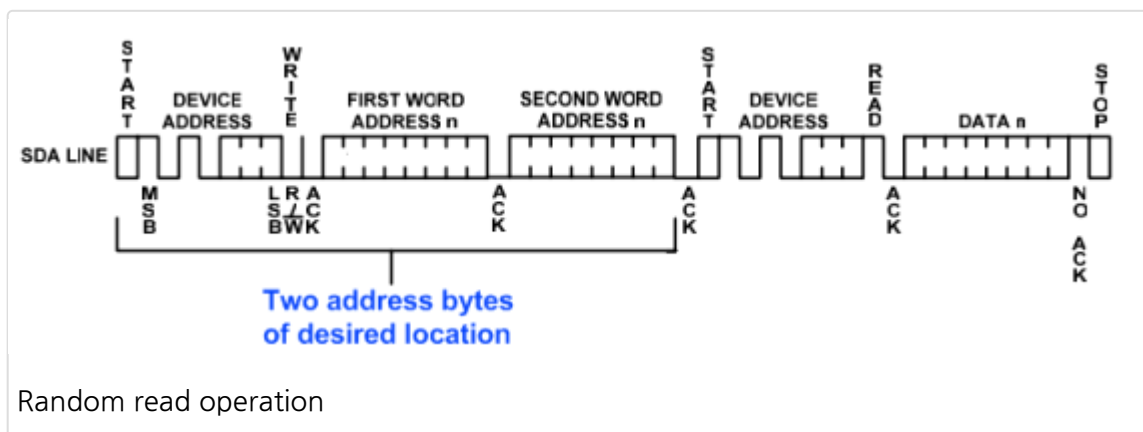 START
WRITE
START
READ
STOP
DEVICE
ADDRESS
FIRST WORD
ADDRESS n
SECOND WORD
ADDRESS n
DEVICE
ADDRESS
DATA n
SDA LINE
MSB
LSB
R/W
ACK
ACK
ACK
ACK
NO ACK
Two address bytes
of desired location
Random read operation